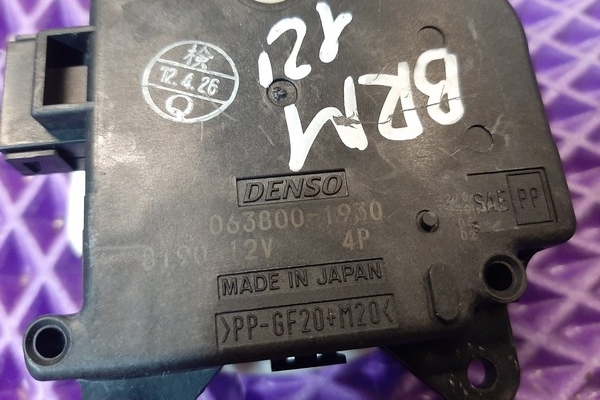 検
12.4.26
Q
BRM
121
DENSO
063800-1930
8190 12V 4P
SAE PP
MADE IN JAPAN
>PP-GF20+M20<